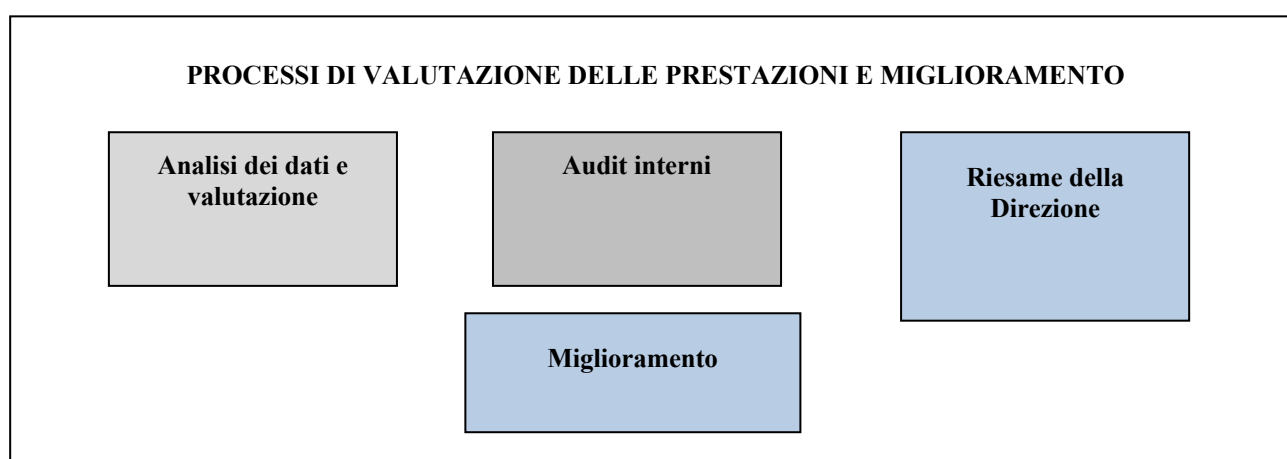 PROCESSI DI VALUTAZIONE DELLE PRESTAZIONI E MIGLIORAMENTO
Analisi dei dati e
valutazione
Audit interni
Riesame della
Direzione
Miglioramento